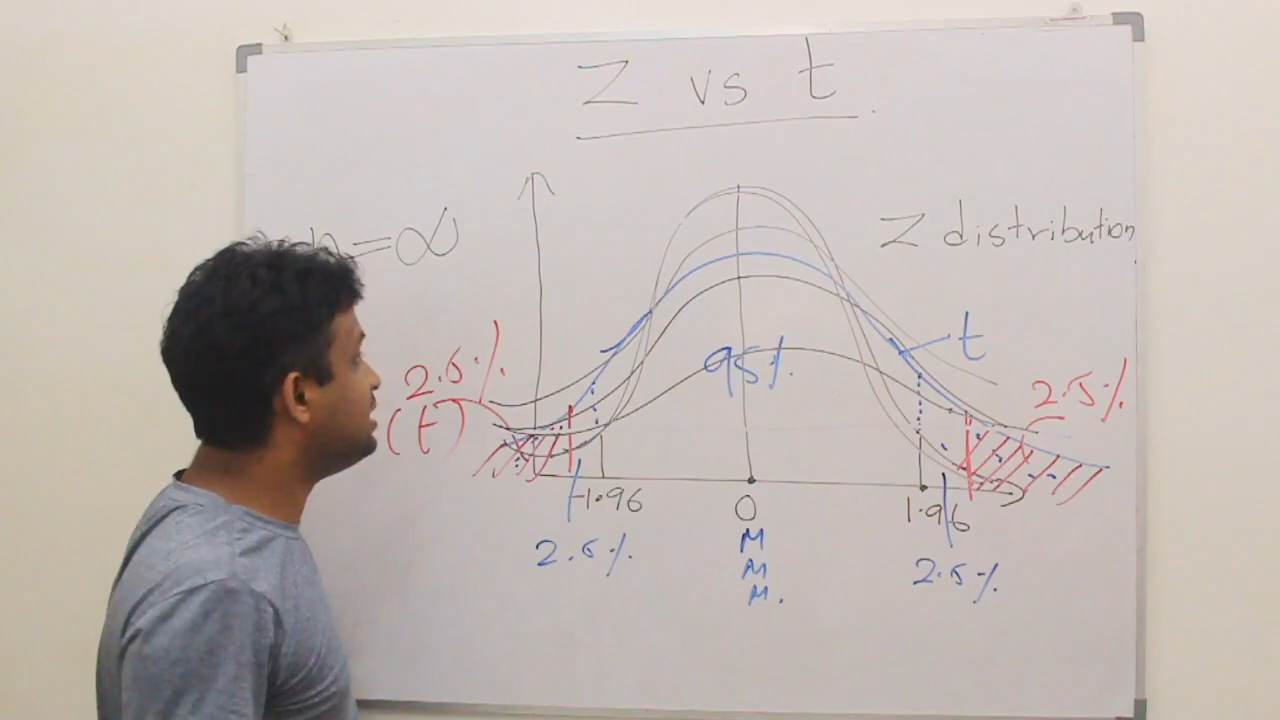 Z vs t
n=∞
Z distribution
t
2.5%
(t)
95%
2.5%
-1.96
0
1.96
2.5%
M
M
M.
2.5%